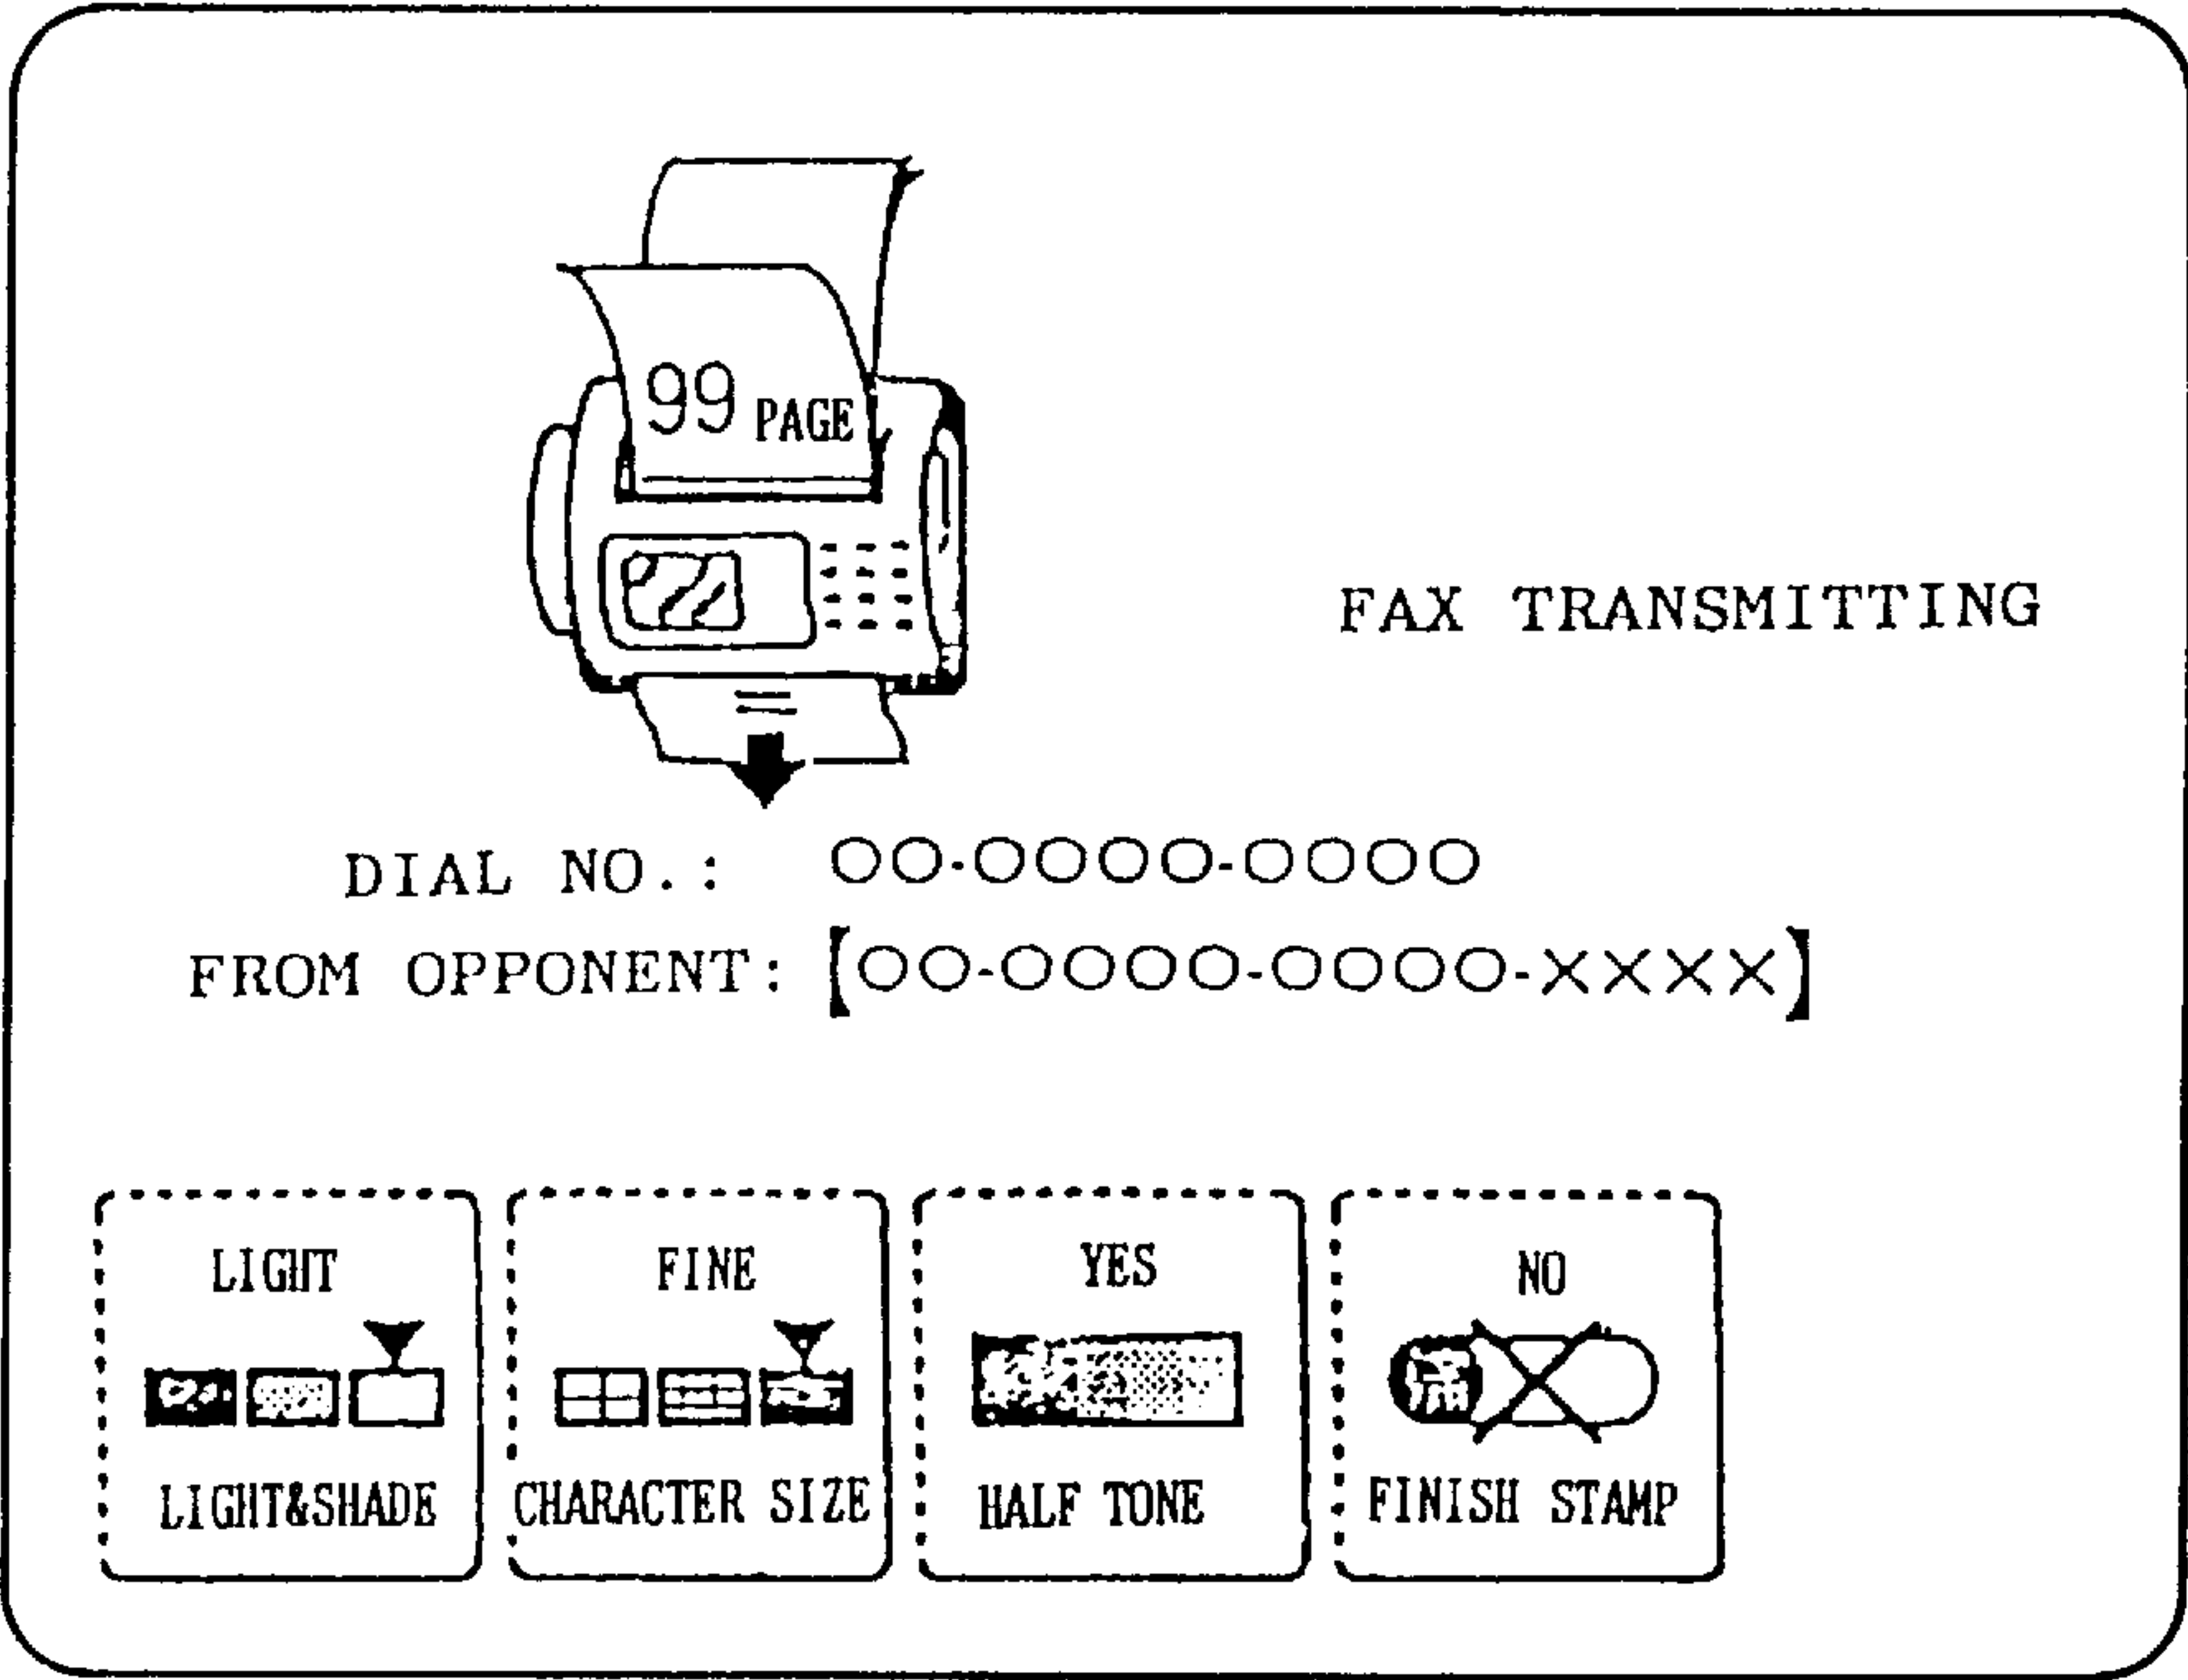 99 PAGE
FAX TRANSMITTING
DIAL NO.: OO-OOOO-OOOO
FROM OPPONENT: [OO-OOOO-OOOO-XXXX]
LIGHT
FINE
YES
NO
LIGHT&SHADE
CHARACTER SIZE
HALF TONE
FINISH STAMP